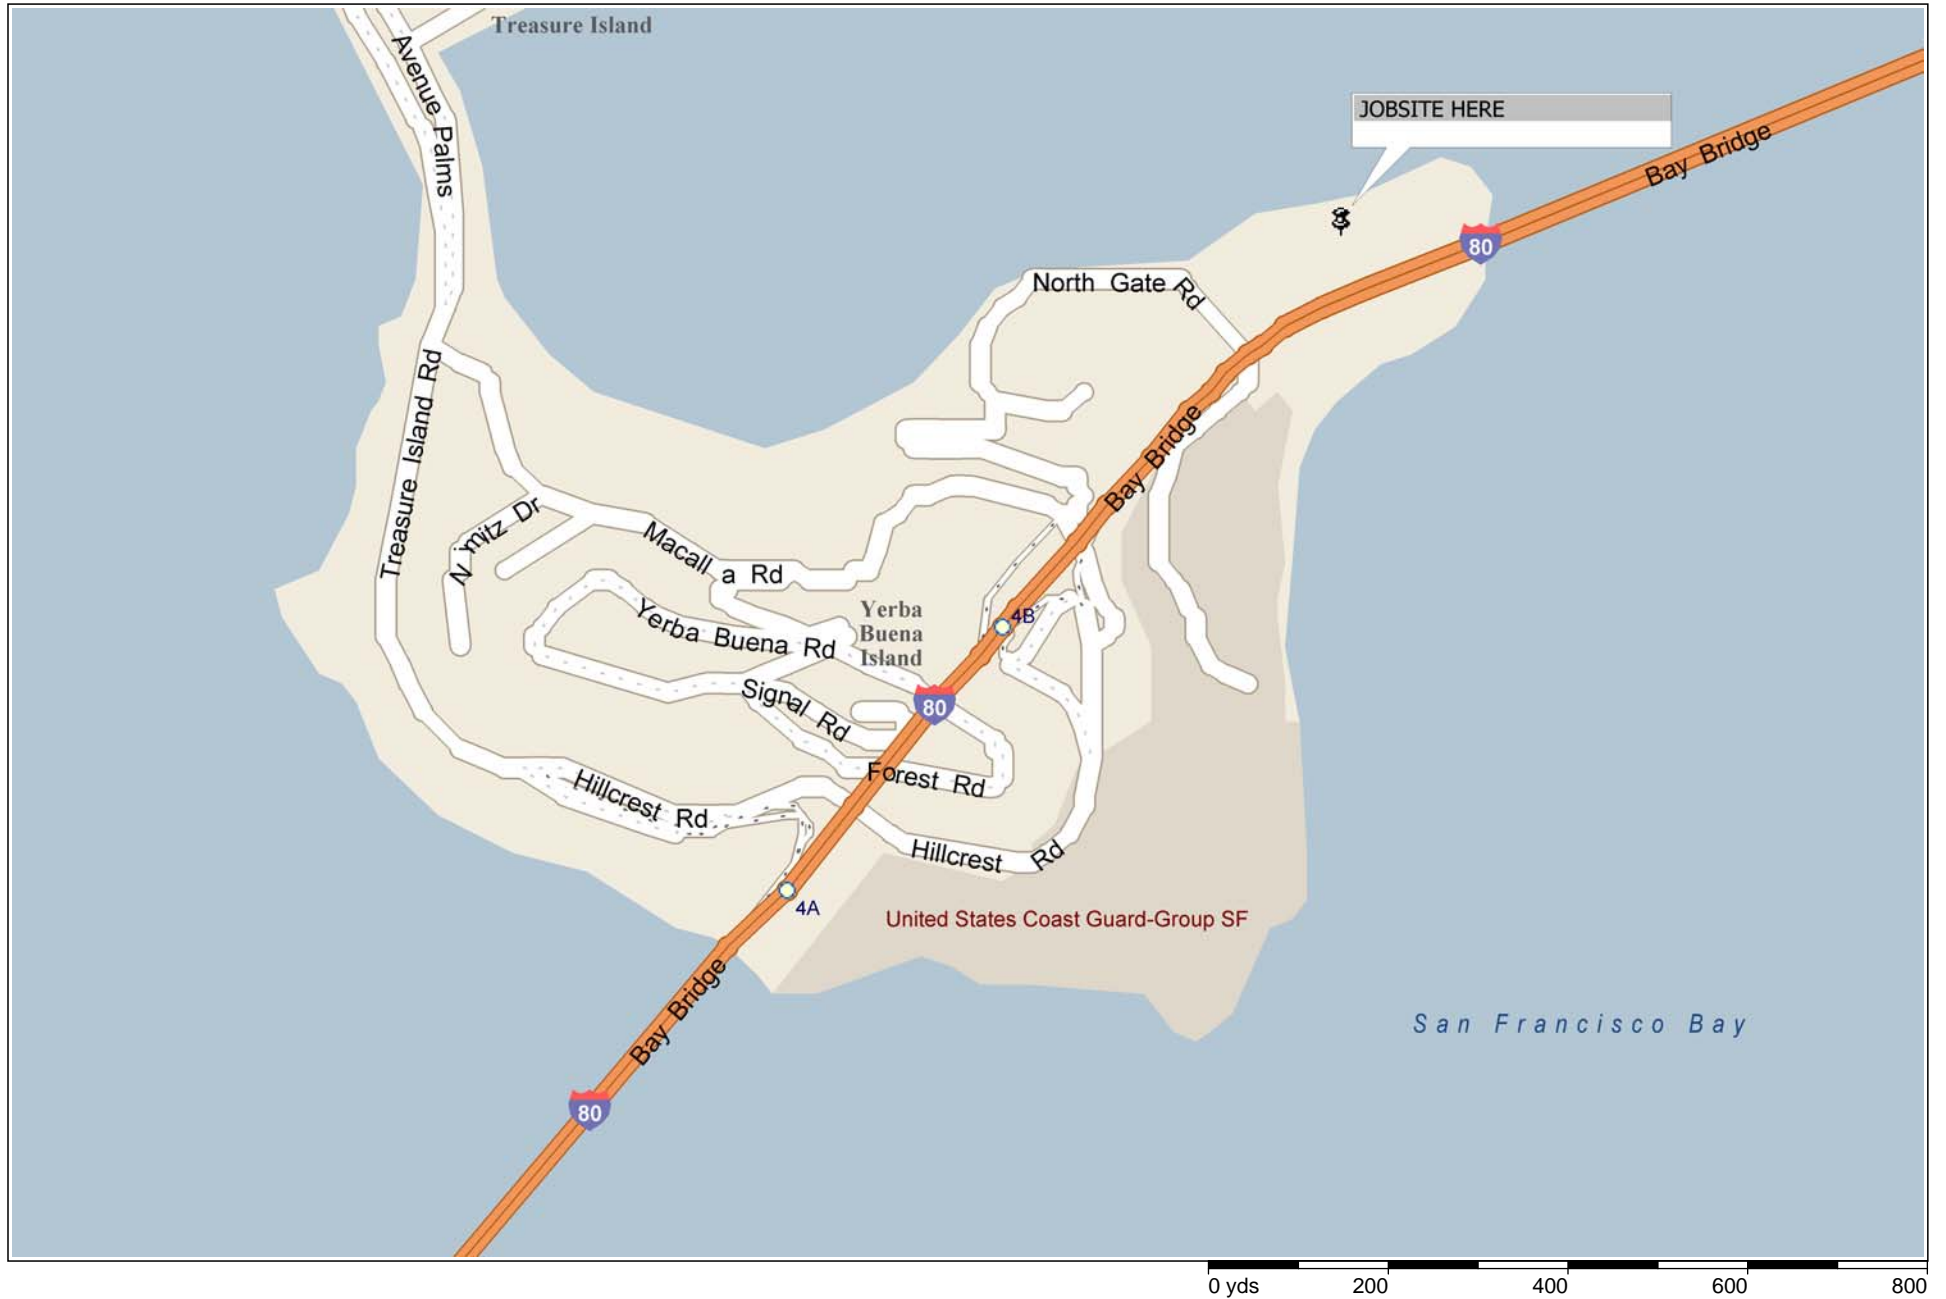 Treasure Island
Avenue Palms
JOBSITE HERE
Bay Bridge
80
North Gate Rd
Treasure Island Rd
Bay Bridge
Nimitz Dr
Macalla Rd
Yerba
Buena
Island
4B
Yerba Buena Rd
Signal Rd
80
Forest Rd
Hillcrest Rd
Hillcrest Rd
4A
United States Coast Guard-Group SF
Bay Bridge
San Francisco Bay
80
0 yds 200 400 600 800